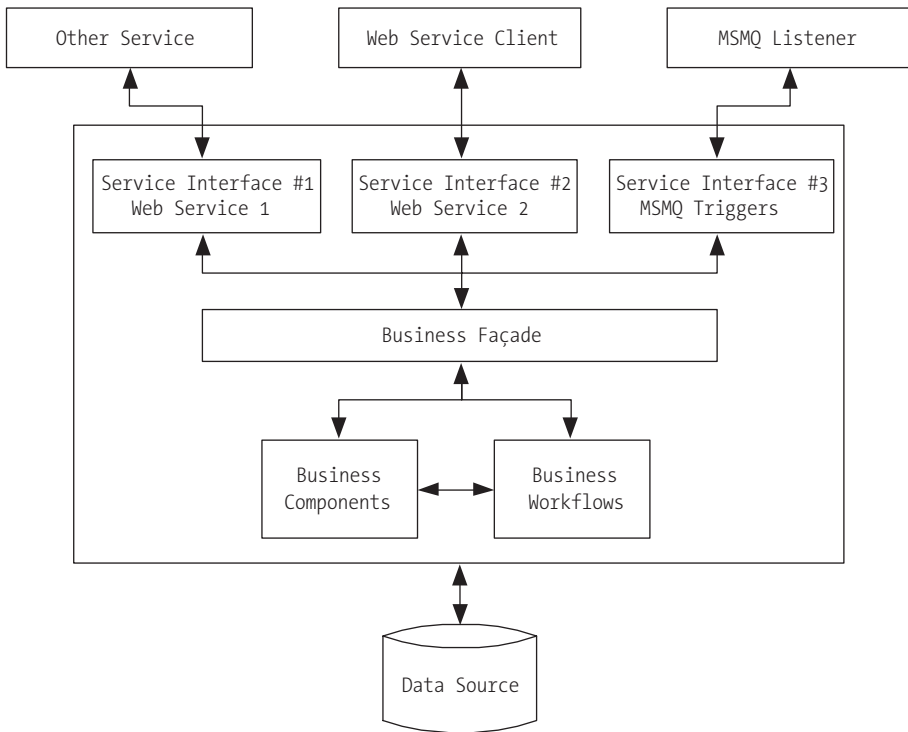 Other Service
Web Service Client
MSMQ Listener
Service Interface #1
Web Service 1
Service Interface #2
Web Service 2
Service Interface #3
MSMQ Triggers
Business Façade
Business
Components
Business
Workflows
Data Source